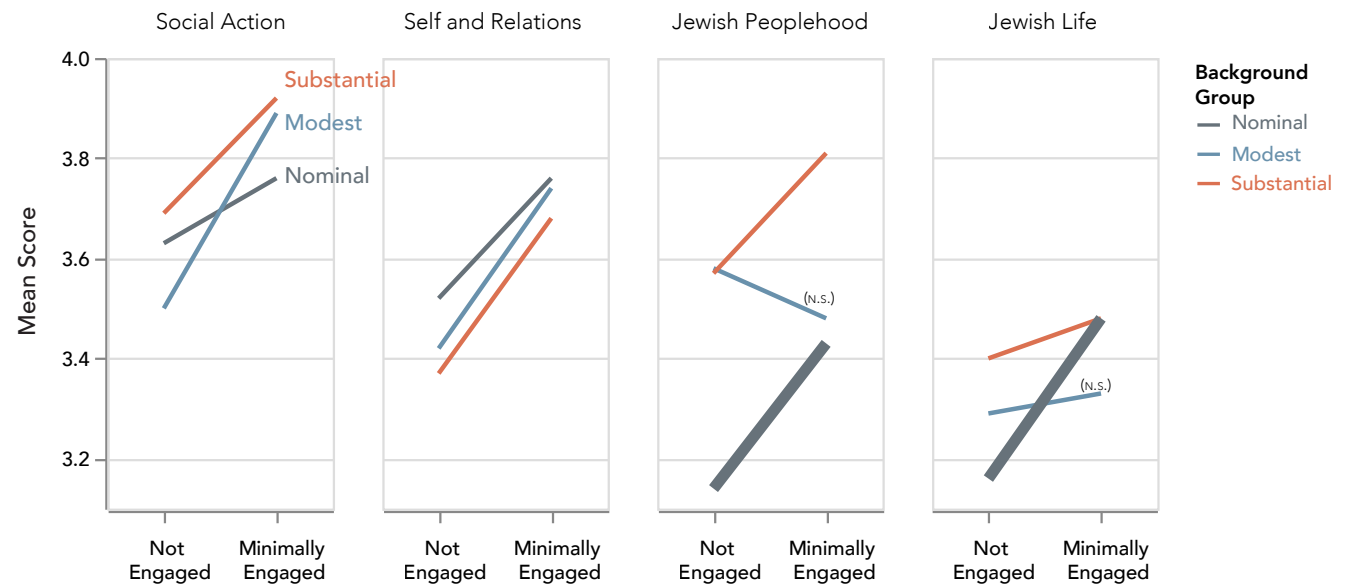 Social Action
Self and Relations
Jewish Peoplehood
Jewish Life
4.0
3.8
3.6
3.4
3.2
Mean Score
Substantial
Modest
Nominal
(N.S.)
(N.S.)
Background
Group
Nominal
Modest
Substantial
Not
Engaged
Minimally
Engaged
Not
Engaged
Minimally
Engaged
Not
Engaged
Minimally
Engaged
Not
Engaged
Minimally
Engaged